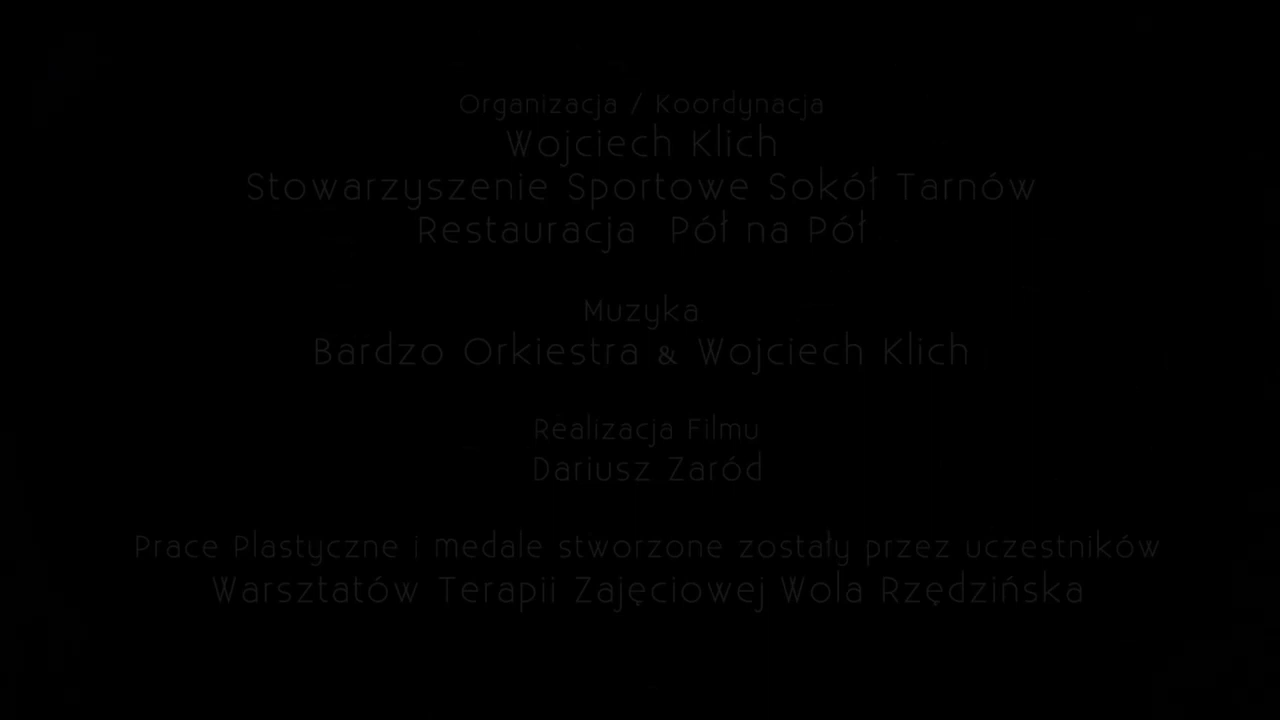 Organizacja / Koordynacja
Wojciech Klich
Stowarzyszenie Sportowe Sokół Tarnów
Restauracja Pół na Pół
Muzyka
Bardzo Orkiestra & Wojciech Klich
Realizacja Filmu
Dariusz Zaród
Prace Plastyczne i medale stworzone zostały przez uczestników
Warsztatów Terapii Zajęciowej Wola Rzędzińska